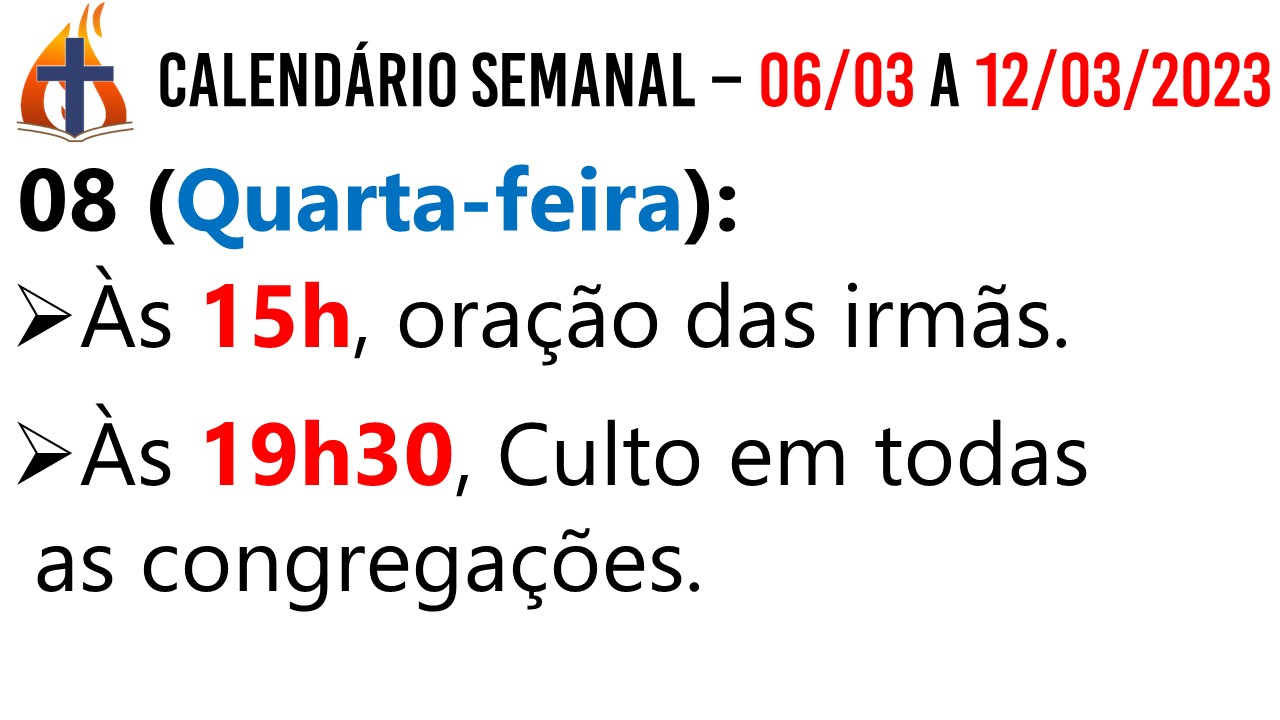 CALENDÁRIO SEMANAL – 06/03 A 12/03/2023
08 (Quarta-feira):
➢Às 15h, oração das irmãs.
➢Às 19h30, Culto em todas
as congregações.